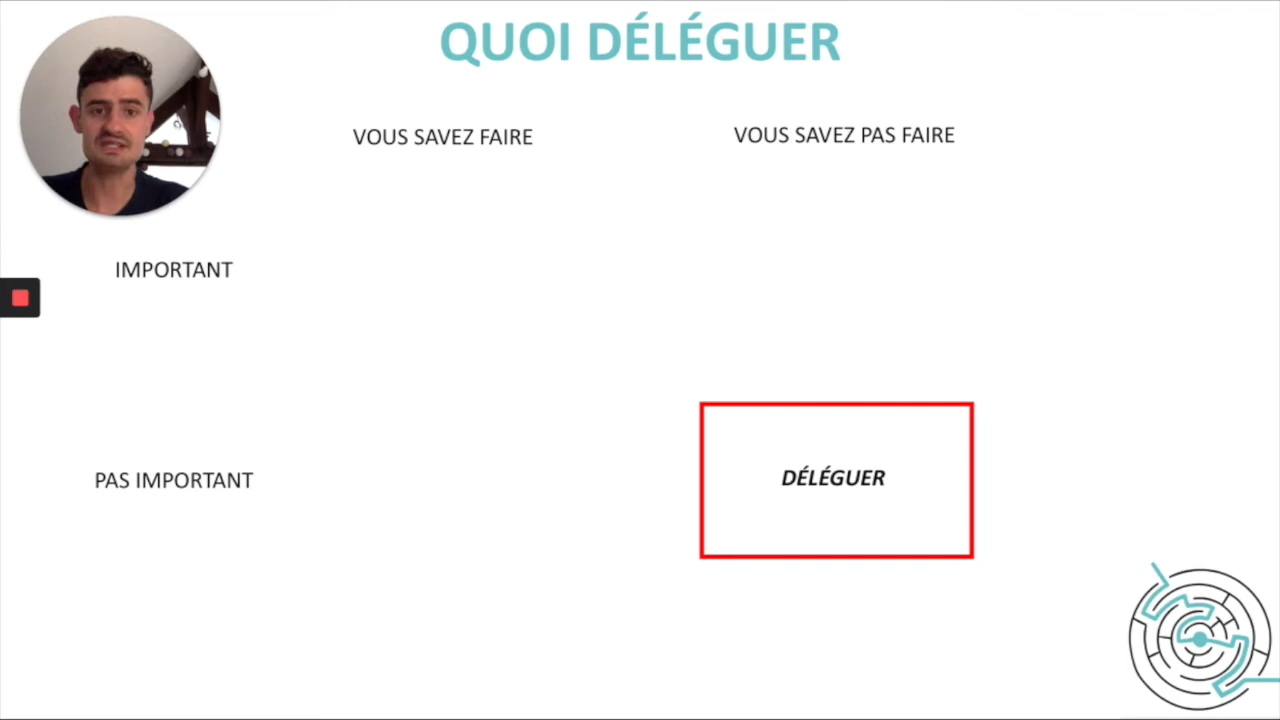 QUOI DÉLÉGUER
VOUS SAVEZ FAIRE
VOUS SAVEZ PAS FAIRE
IMPORTANT
PAS IMPORTANT
DÉLÉGUER